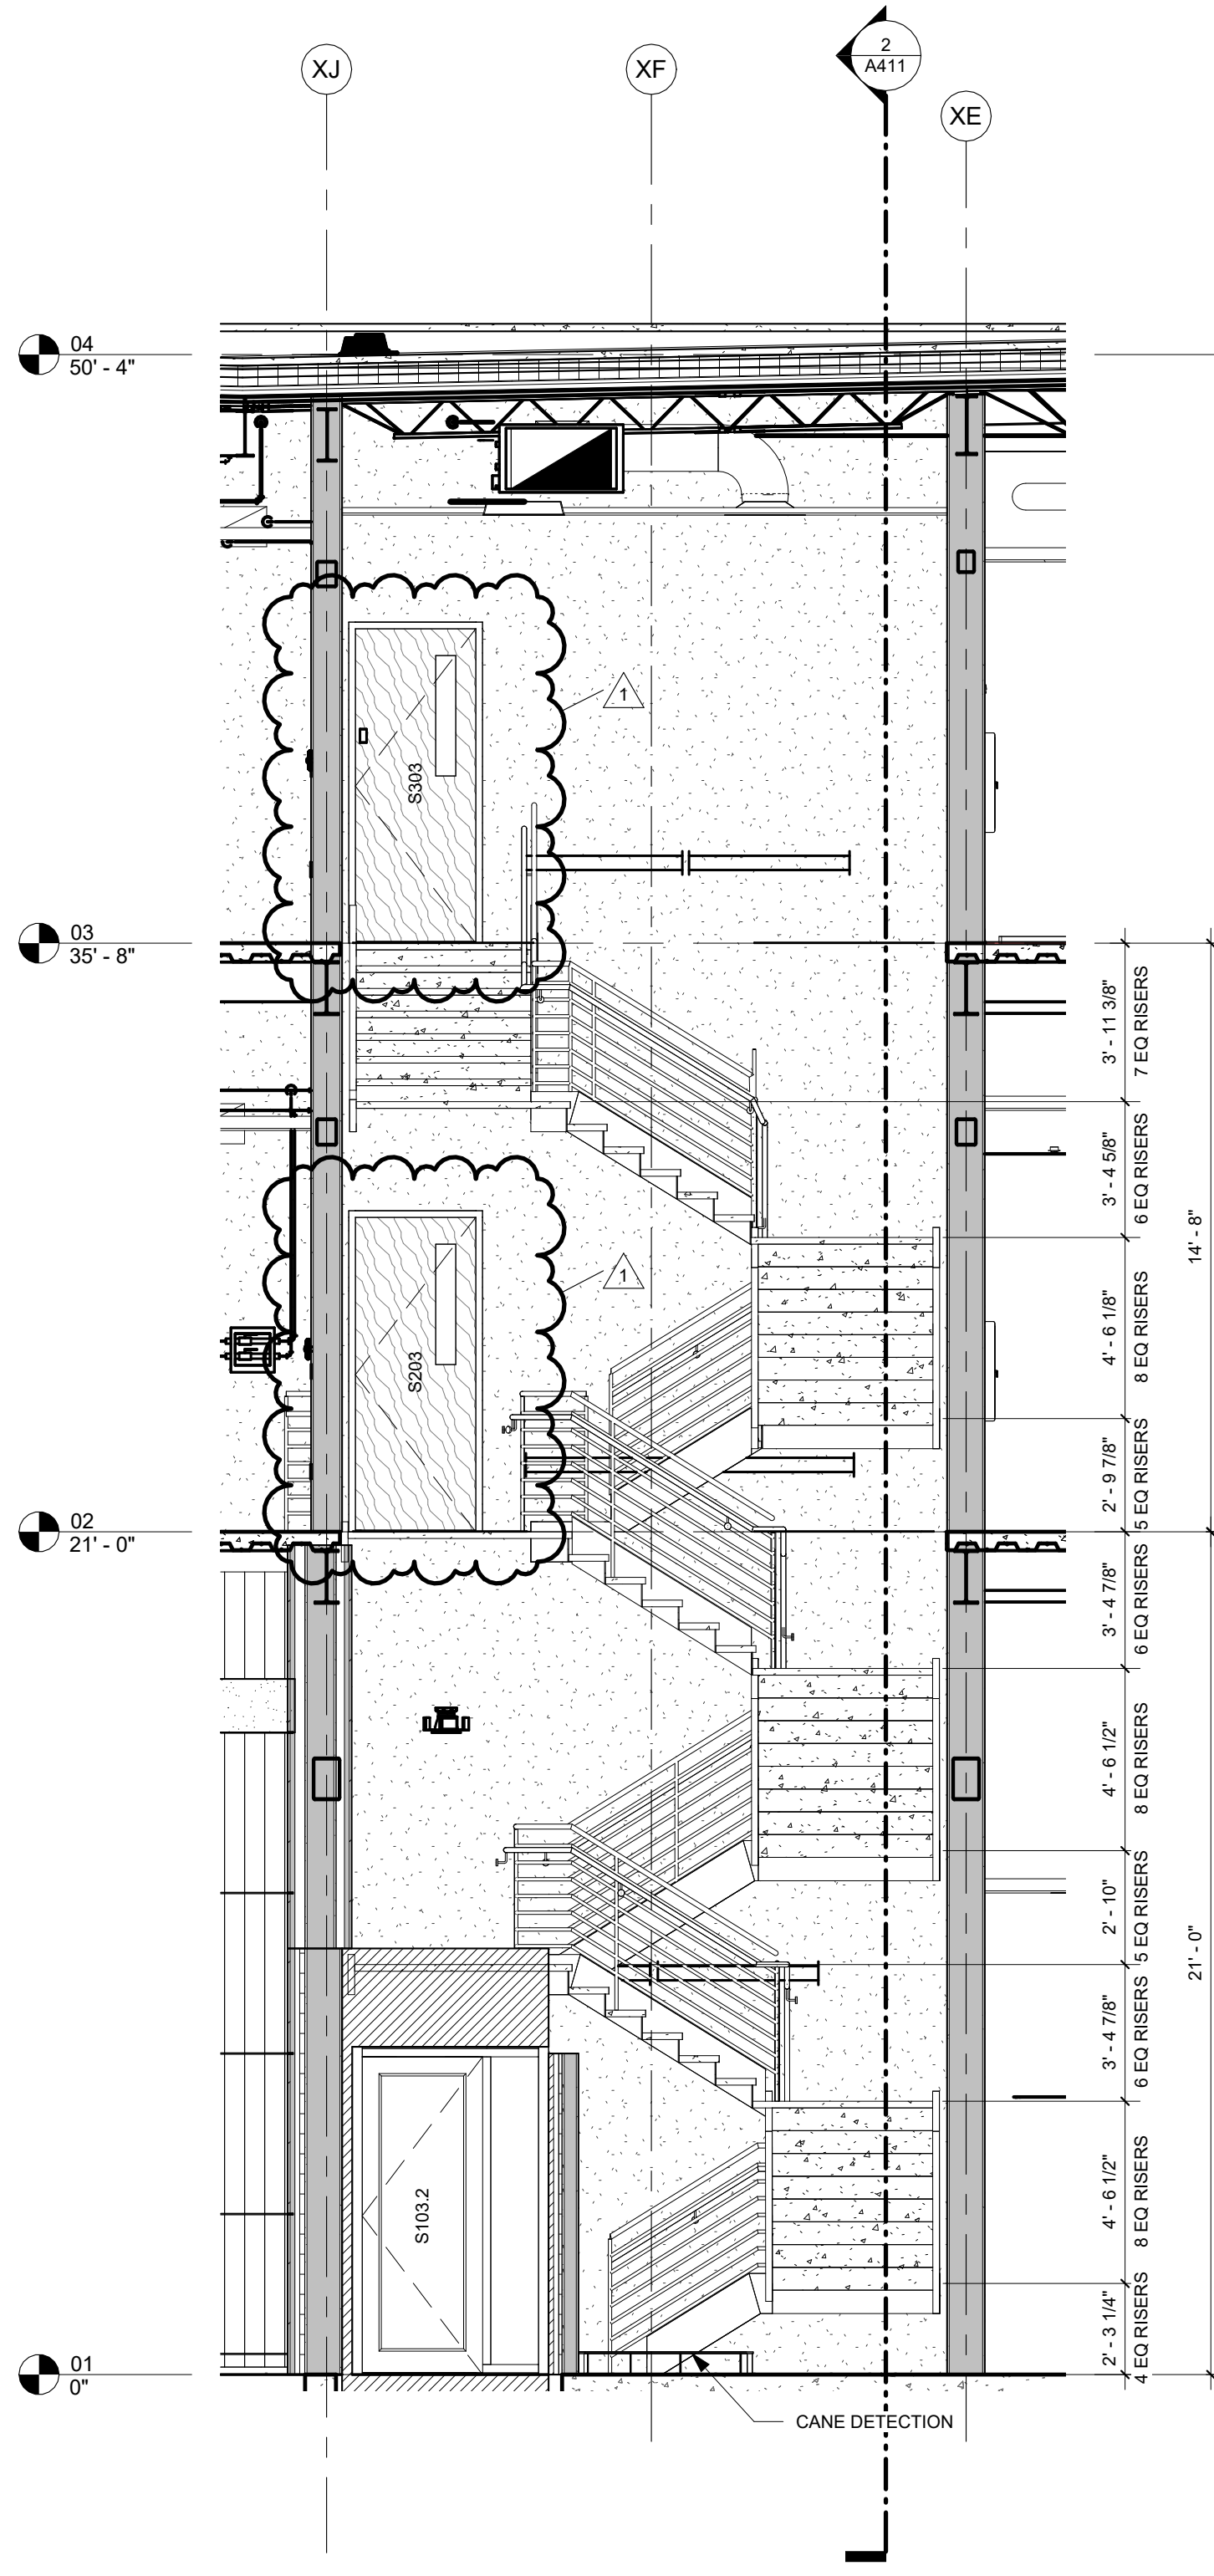 2
A411
XJ
XF
XE
04
50' - 4"
1
S303
03
35' - 8"
3' - 11 3/8"
7 EQ RISERS
3' - 4 5/8"
6 EQ RISERS
14' - 8"
1
S203
4' - 6 1/8"
8 EQ RISERS
2' - 9 7/8"
5 EQ RISERS
02
21' - 0"
3' - 4 7/8"
6 EQ RISERS
4' - 6 1/2"
8 EQ RISERS
2' - 10"
5 EQ RISERS
21' - 0"
3' - 4 7/8"
6 EQ RISERS
S103.2
4' - 6 1/2"
8 EQ RISERS
2' - 3 1/4"
4 EQ RISERS
01
0"
CANE DETECTION